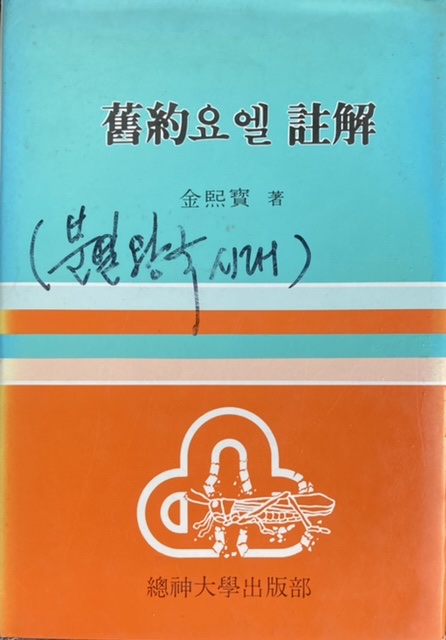 舊約요엘 註解
金熙寶 著
(분열왕국시대)
總神大學出版部